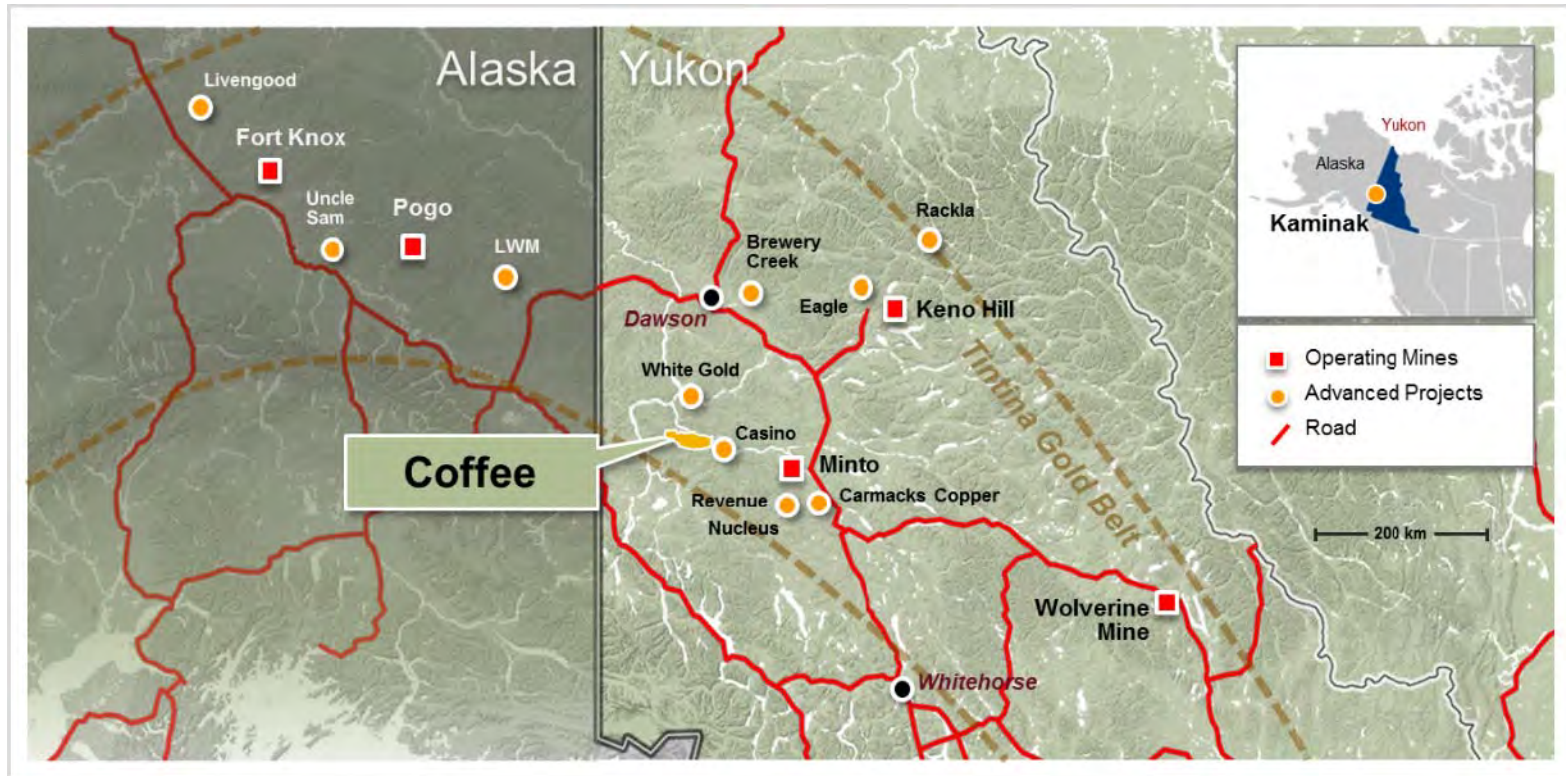 Alaska
Yukon
Livengood
Fort Knox
Uncle
Sam
Pogo
LWM
Rackla
Brewery
Creek
Eagle
Keno Hill
Dawson
White Gold
Coffee
Casino
Minto
Revenue
Nucleus
Carmacks Copper
Tintina Gold Belt
200 km
Wolverine
Mine
Whitehorse
Yukon
Alaska
Kaminak
Operating Mines
Advanced Projects
Road